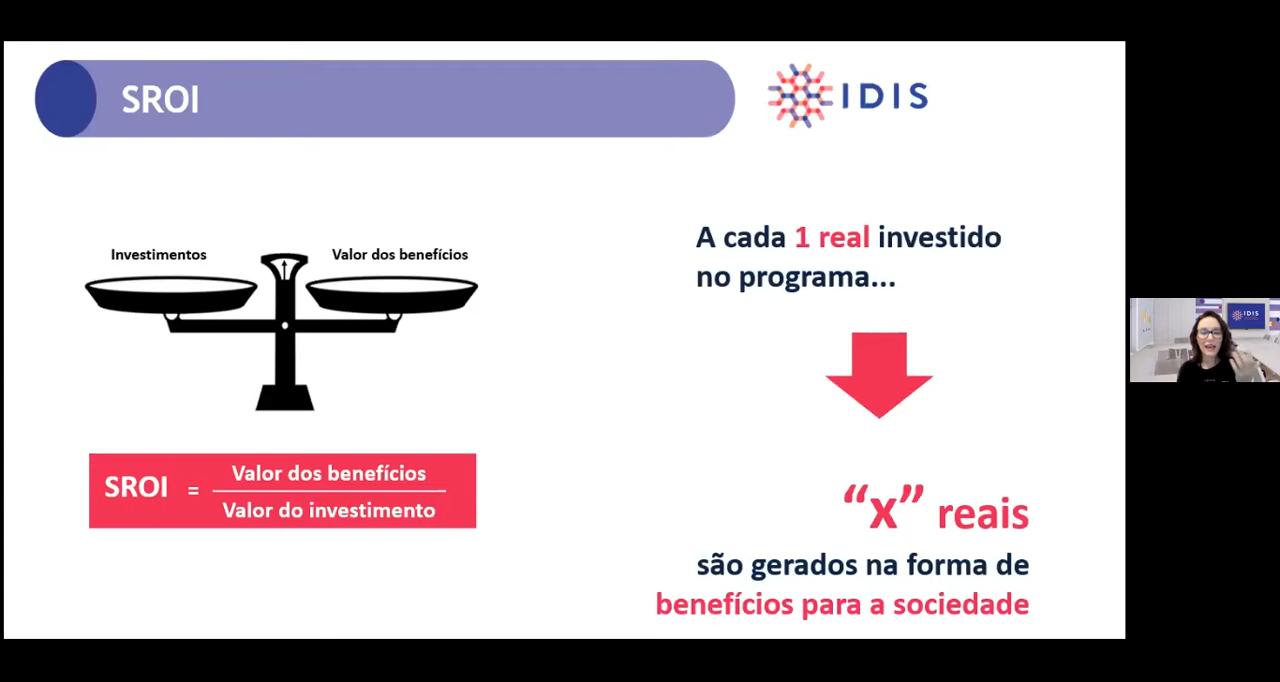 SROI
IDIS
Investimentos
Valor dos benefícios
A cada 1 real investido
no programa...
SROI = Valor dos benefícios
Valor do investimento
“x” reais
são gerados na forma de
benefícios para a sociedade
IDIS